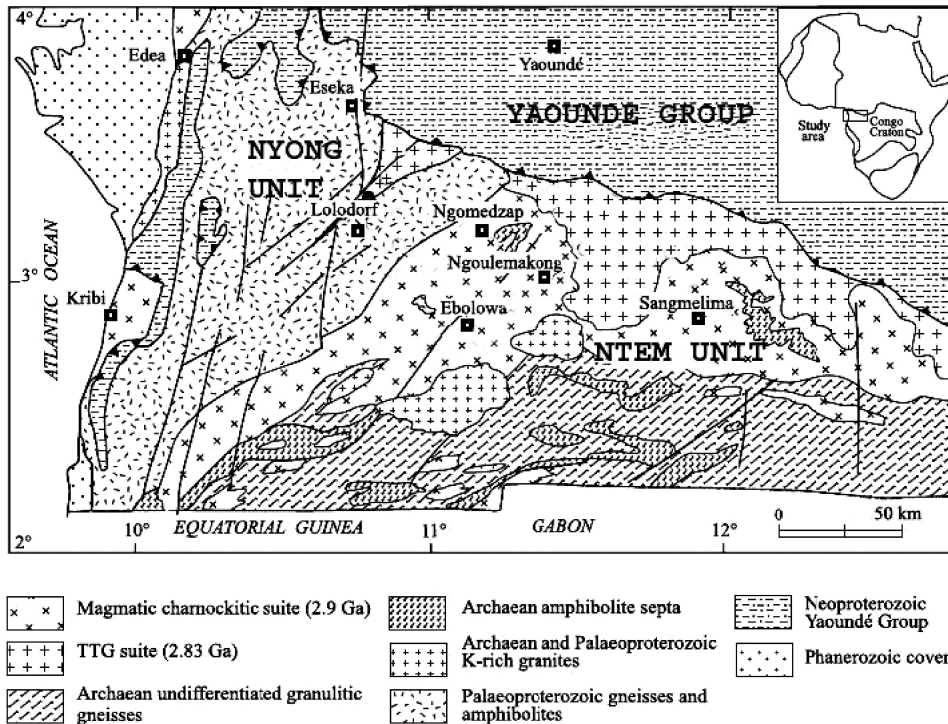 4°
Edea
Eseka
Yaoundé
YAOUNDE GROUP
Study
area
Congo
Craton
NYONG
UNIT
Lolodorf
Ngomedzap
Ngoulemakong
3°
ATLANTIC OCEAN
Kribi
Ebolowa
Sangmelima
NTEM UNIT
2°
10°
EQUATORIAL GUINEA
11°
GABON
12°
0
50 km
Magmatic charnockitic suite (2.9 Ga)
TTG suite (2.83 Ga)
Archaean undifferentiated granulitic
gneisses
Archaean amphibolite septa
Archaean and Palaeoproterozoic
K-rich granites
Palaeoproterozoic gneisses and
amphibolites
Neoproterozoic
Yaoundé Group
Phanerozoic cover